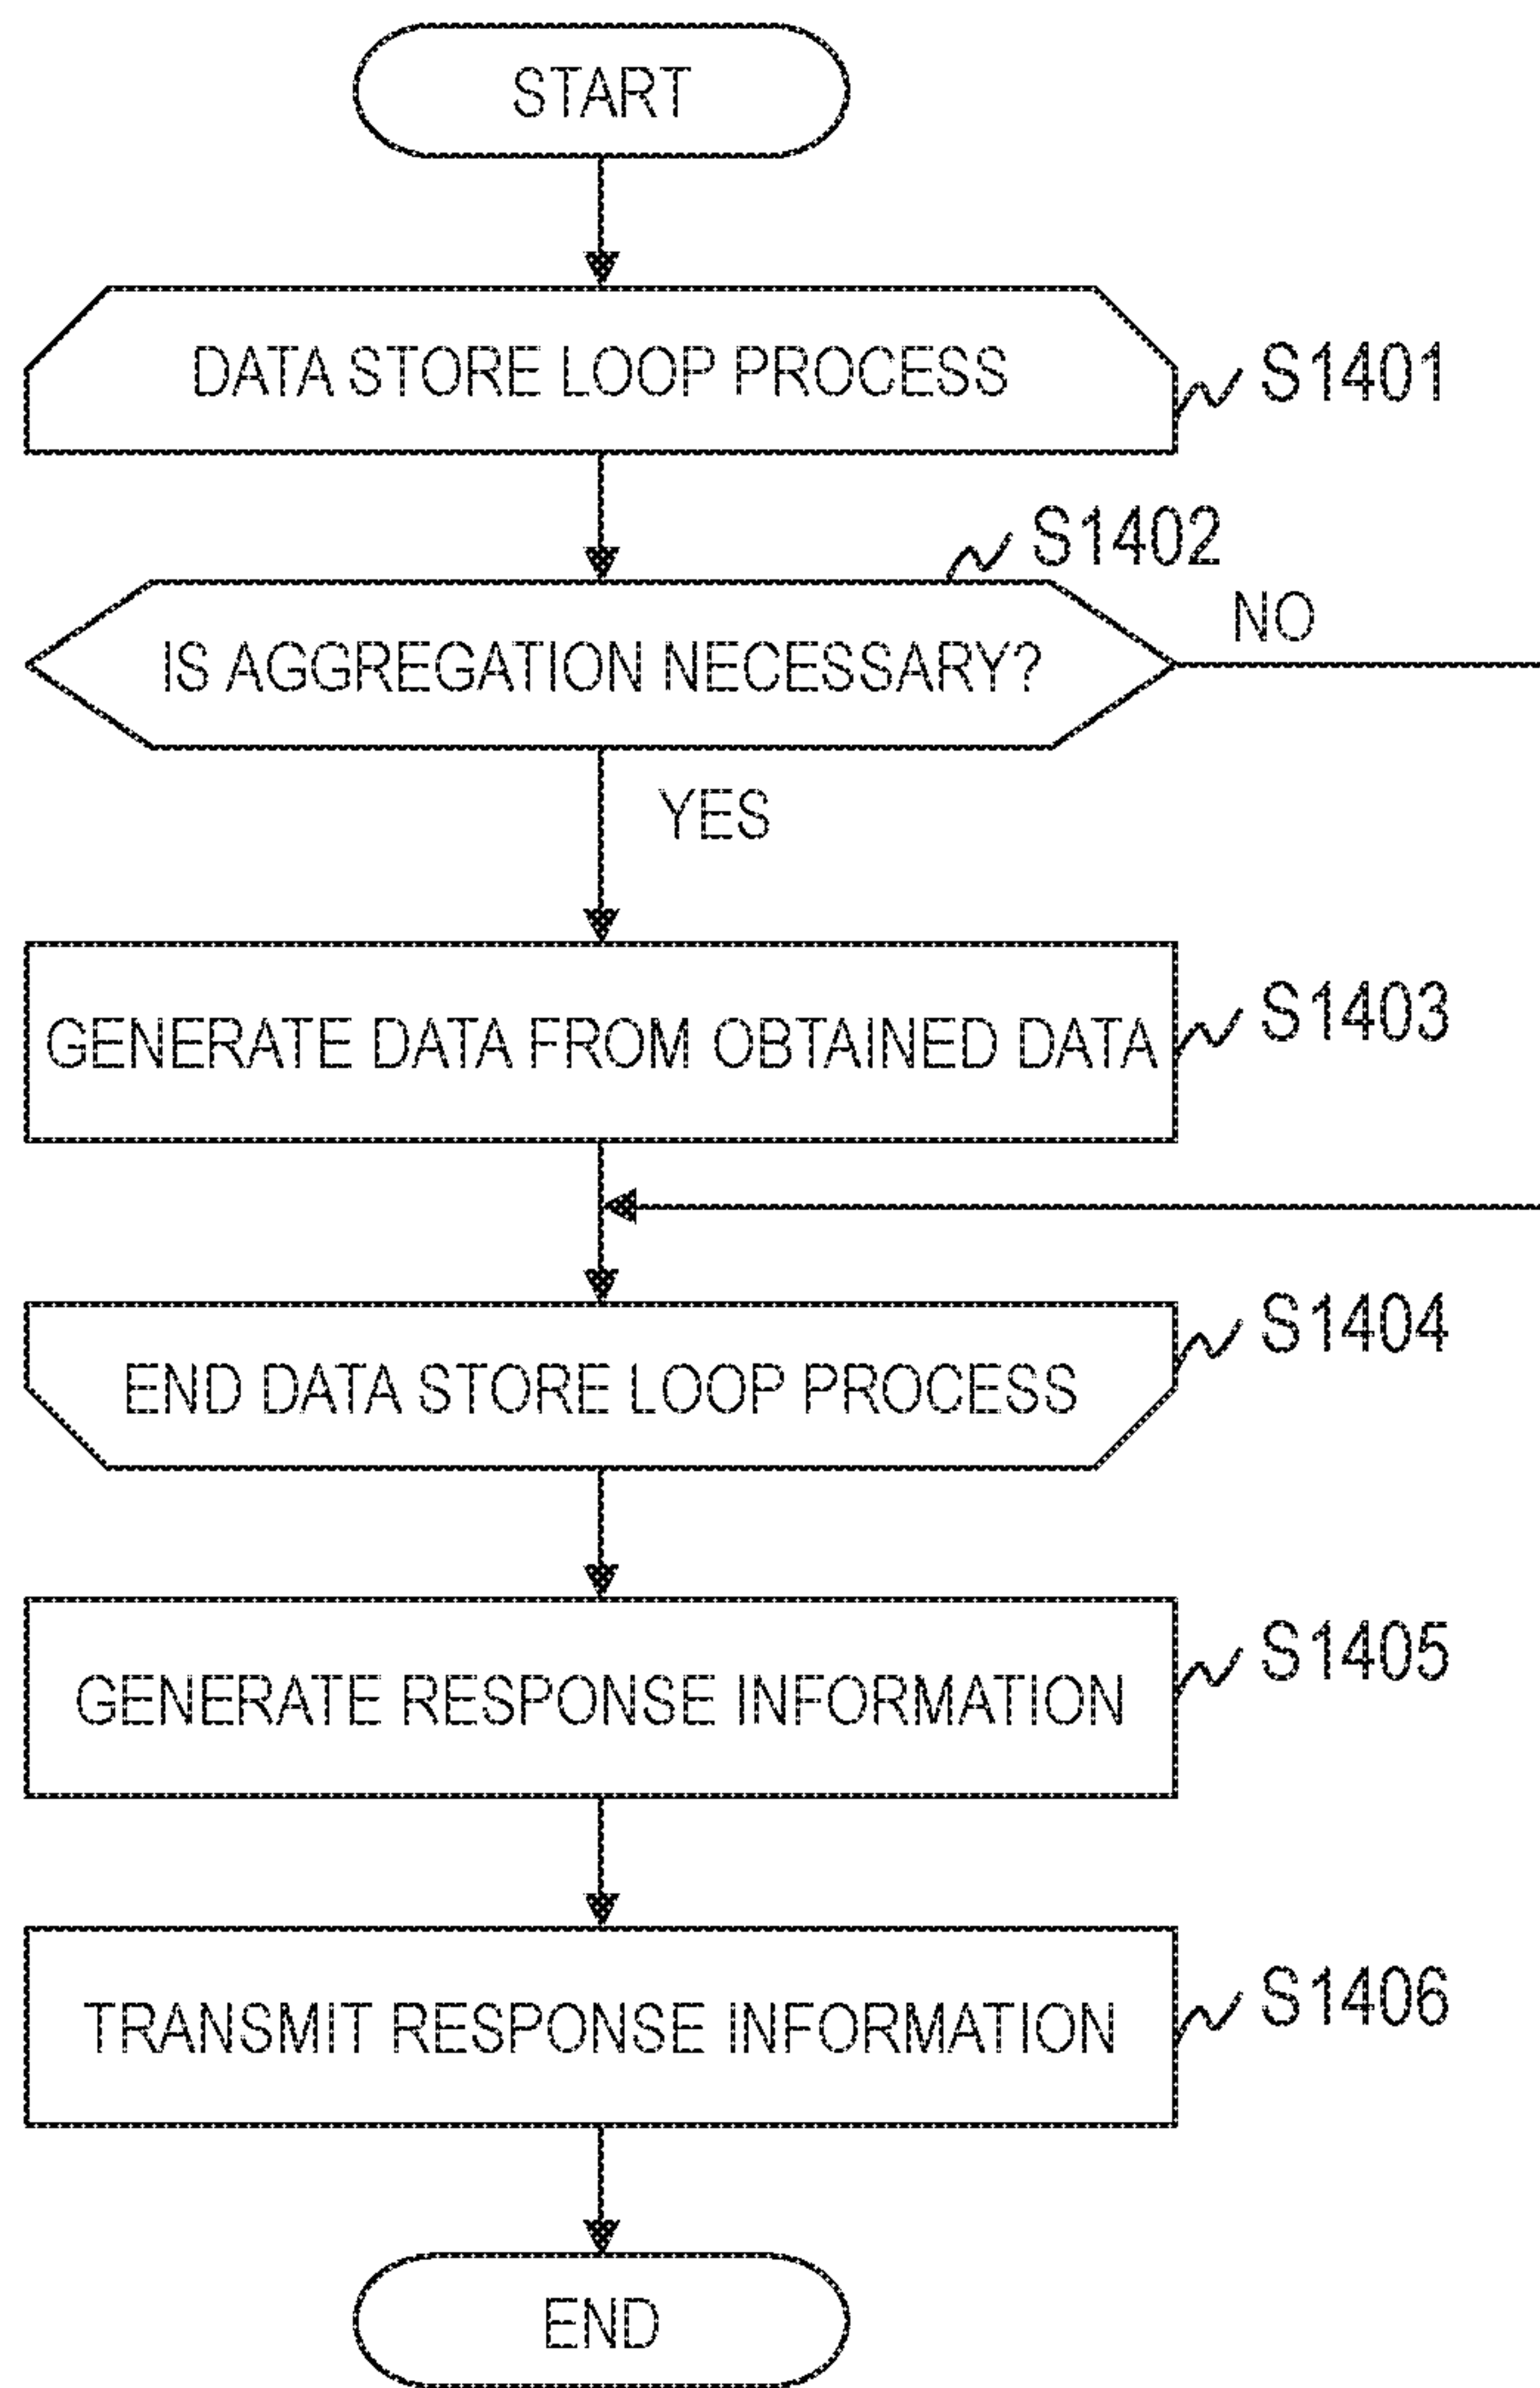 START
DATA STORE LOOP PROCESS
S1401
S1402
IS AGGREGATION NECESSARY?
NO
YES
GENERATE DATA FROM OBTAINED DATA
S1403
END DATA STORE LOOP PROCESS
S1404
GENERATE RESPONSE INFORMATION
S1405
TRANSMIT RESPONSE INFORMATION
S1406
END